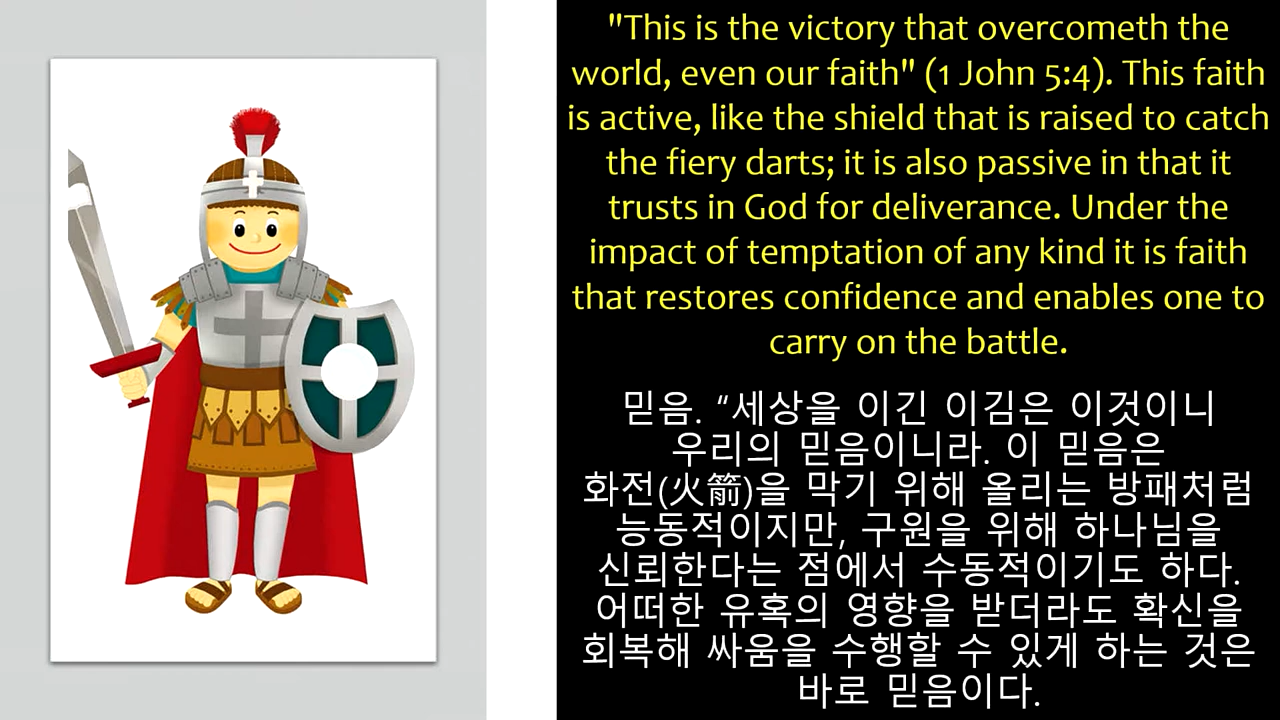 "This is the victory that overcometh the
world, even our faith" (1 John 5:4). This faith
is active, like the shield that is raised to catch
the fiery darts; it is also passive in that it
trusts in God for deliverance. Under the
impact of temptation of any kind it is faith
that restores confidence and enables one to
carry on the battle.
믿음. “세상을 이긴 이김은 이것이니
우리의 믿음이니라. 이 믿음은
화전(火箭)을 막기 위해 올리는 방패처럼
능동적이지만, 구원을 위해 하나님을
신뢰한다는 점에서 수동적이기도 하다.
어떠한 유혹의 영향을 받더라도 확신을
회복해 싸움을 수행할 수 있게 하는 것은
바로 믿음이다.